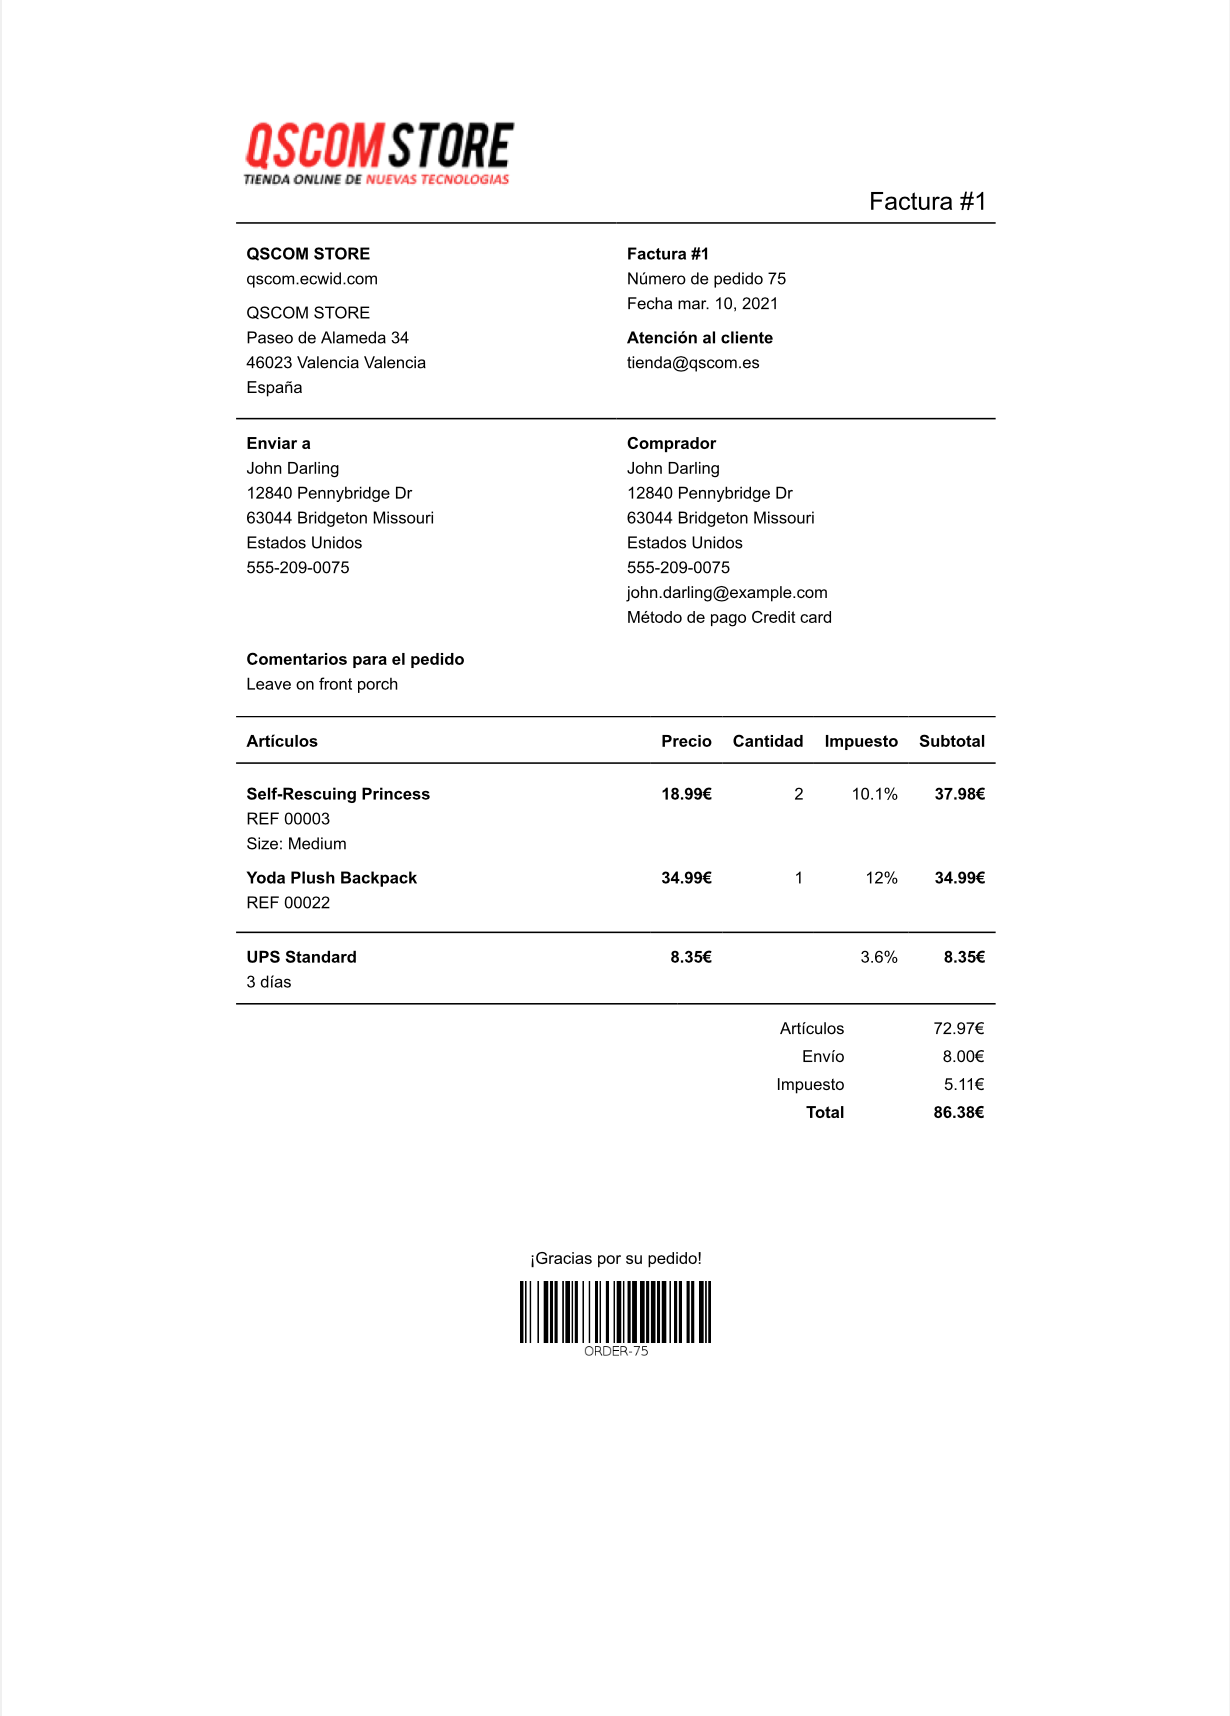 QSCOM STORE
TIENDA ONLINE DE NUEVAS TECNOLOGIAS
Factura #1
QSCOM STORE
qscom.ecwid.com
QSCOM STORE
Paseo de Alameda 34
46023 Valencia Valencia
España
Factura #1
Número de pedido 75
Fecha mar. 10, 2021
Atención al cliente
tienda@qscom.es
Enviar a
John Darling
12840 Pennybridge Dr
63044 Bridgeton Missouri
Estados Unidos
555-209-0075
Comprador
John Darling
12840 Pennybridge Dr
63044 Bridgeton Missouri
Estados Unidos
555-209-0075
john.darling@example.com
Método de pago Credit card
Comentarios para el pedido
Leave on front porch
Artículos Precio Cantidad Impuesto Subtotal
Self-Rescuing Princess 18.99€ 2 10.1% 37.98€
REF 00003
Size: Medium
Yoda Plush Backpack 34.99€ 1 12% 34.99€
REF 00022
UPS Standard 8.35€ 3.6% 8.35€
3 días
Artículos 72.97€
Envío 8.00€
Impuesto 5.11€
Total 86.38€
¡Gracias por su pedido!
ORDER-75